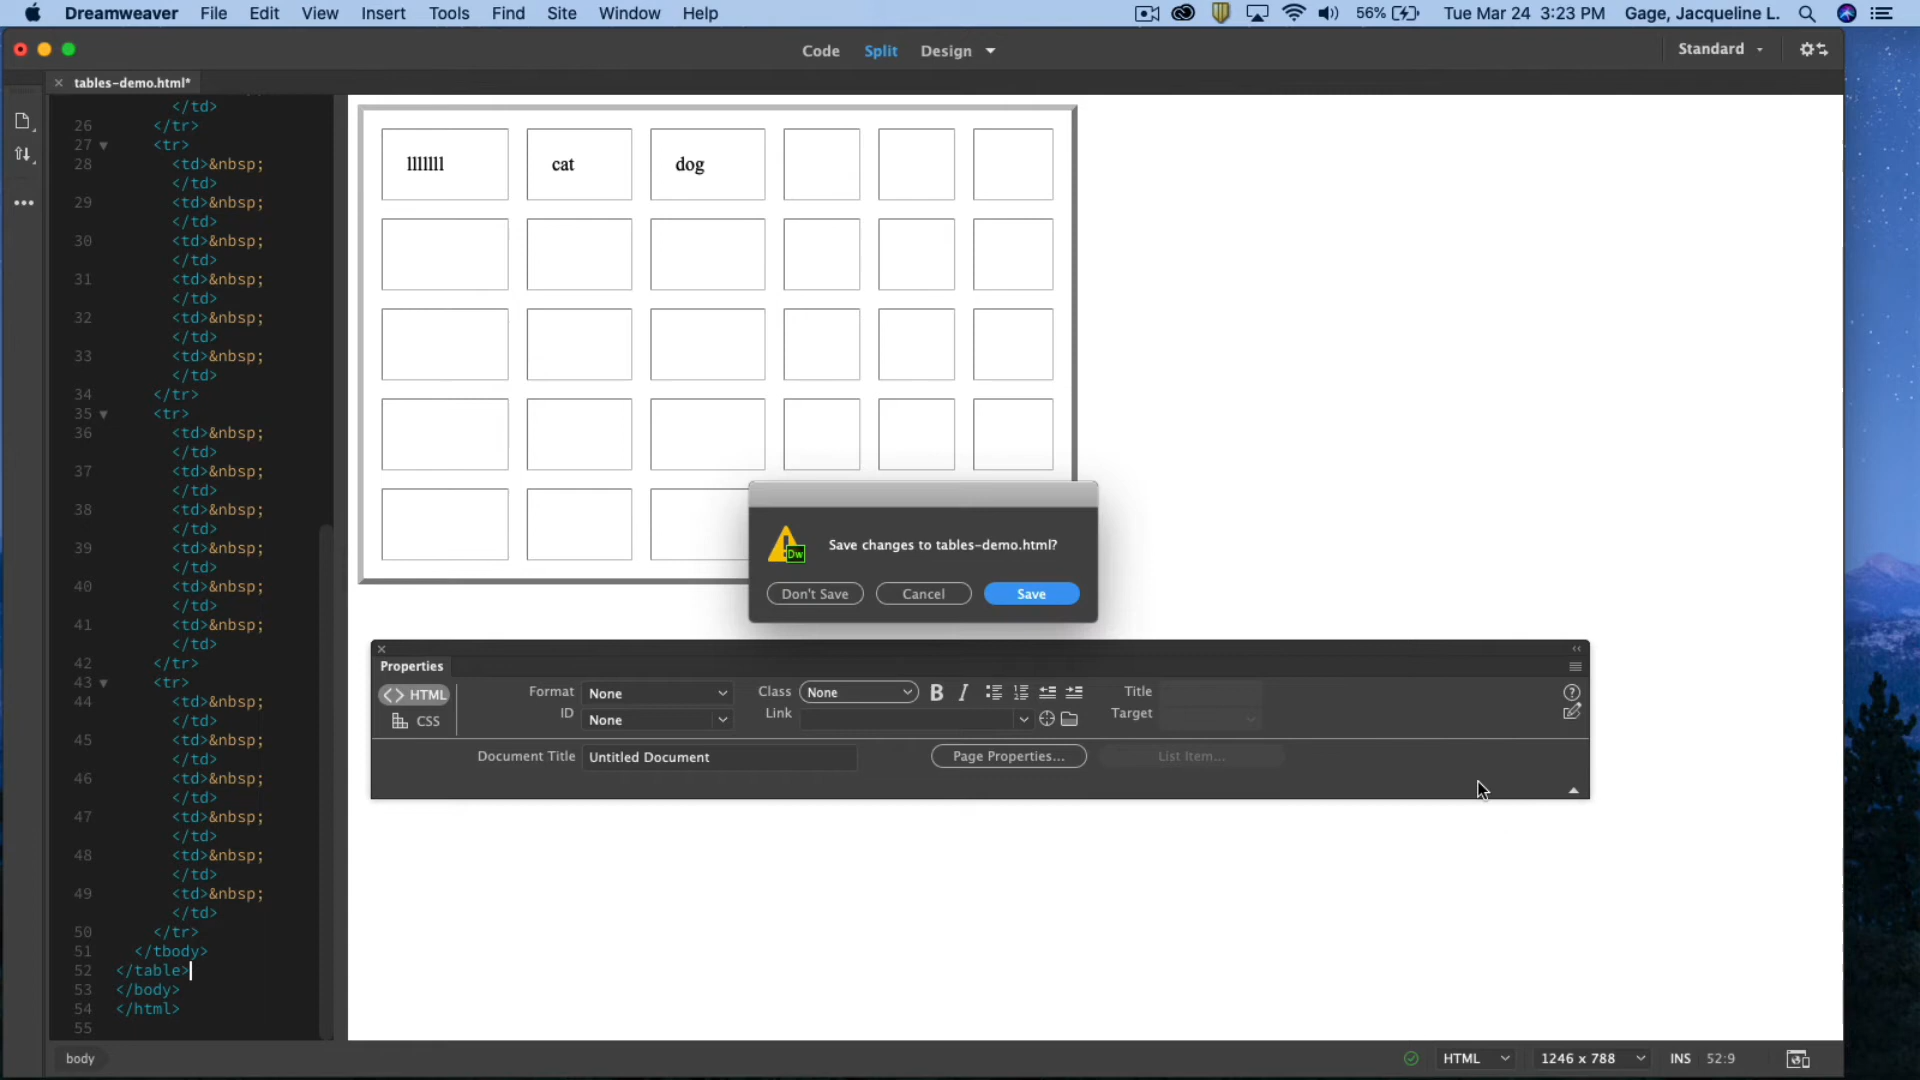 Dreamweaver File Edit View Insert Tools Find Site Window Help 56% Tue Mar 24 3:23 PM Gage, Jacqueline L.
Code Split Design Standard
tables-demo.html*
</td>
26 </tr>
27 <tr>
28 <td>&nbsp;
</td>
29 <td>&nbsp;
</td>
30 <td>&nbsp;
</td>
31 <td>&nbsp;
</td>
32 <td>&nbsp;
</td>
33 <td>&nbsp;
</td>
34 </tr>
35 <tr>
36 <td>&nbsp;
</td>
37 <td>&nbsp;
</td>
38 <td>&nbsp;
</td>
39 <td>&nbsp;
</td>
40 <td>&nbsp;
</td>
41 <td>&nbsp;
</td>
42 </tr>
43 <tr>
44 <td>&nbsp;
</td>
45 <td>&nbsp;
</td>
46 <td>&nbsp;
</td>
47 <td>&nbsp;
</td>
48 <td>&nbsp;
</td>
49 <td>&nbsp;
</td>
50 </tr>
51 </tbody>
52 </table>
53 </body>
54 </html>
55
lllllll cat dog
Save changes to tables-demo.html?
Dw
Don't Save Cancel Save
Properties
<> HTML Format None Class None B I Title
CSS ID None Link Target
Document Title Untitled Document Page Properties... List Item...
body HTML 1246 x 788 INS 52:9